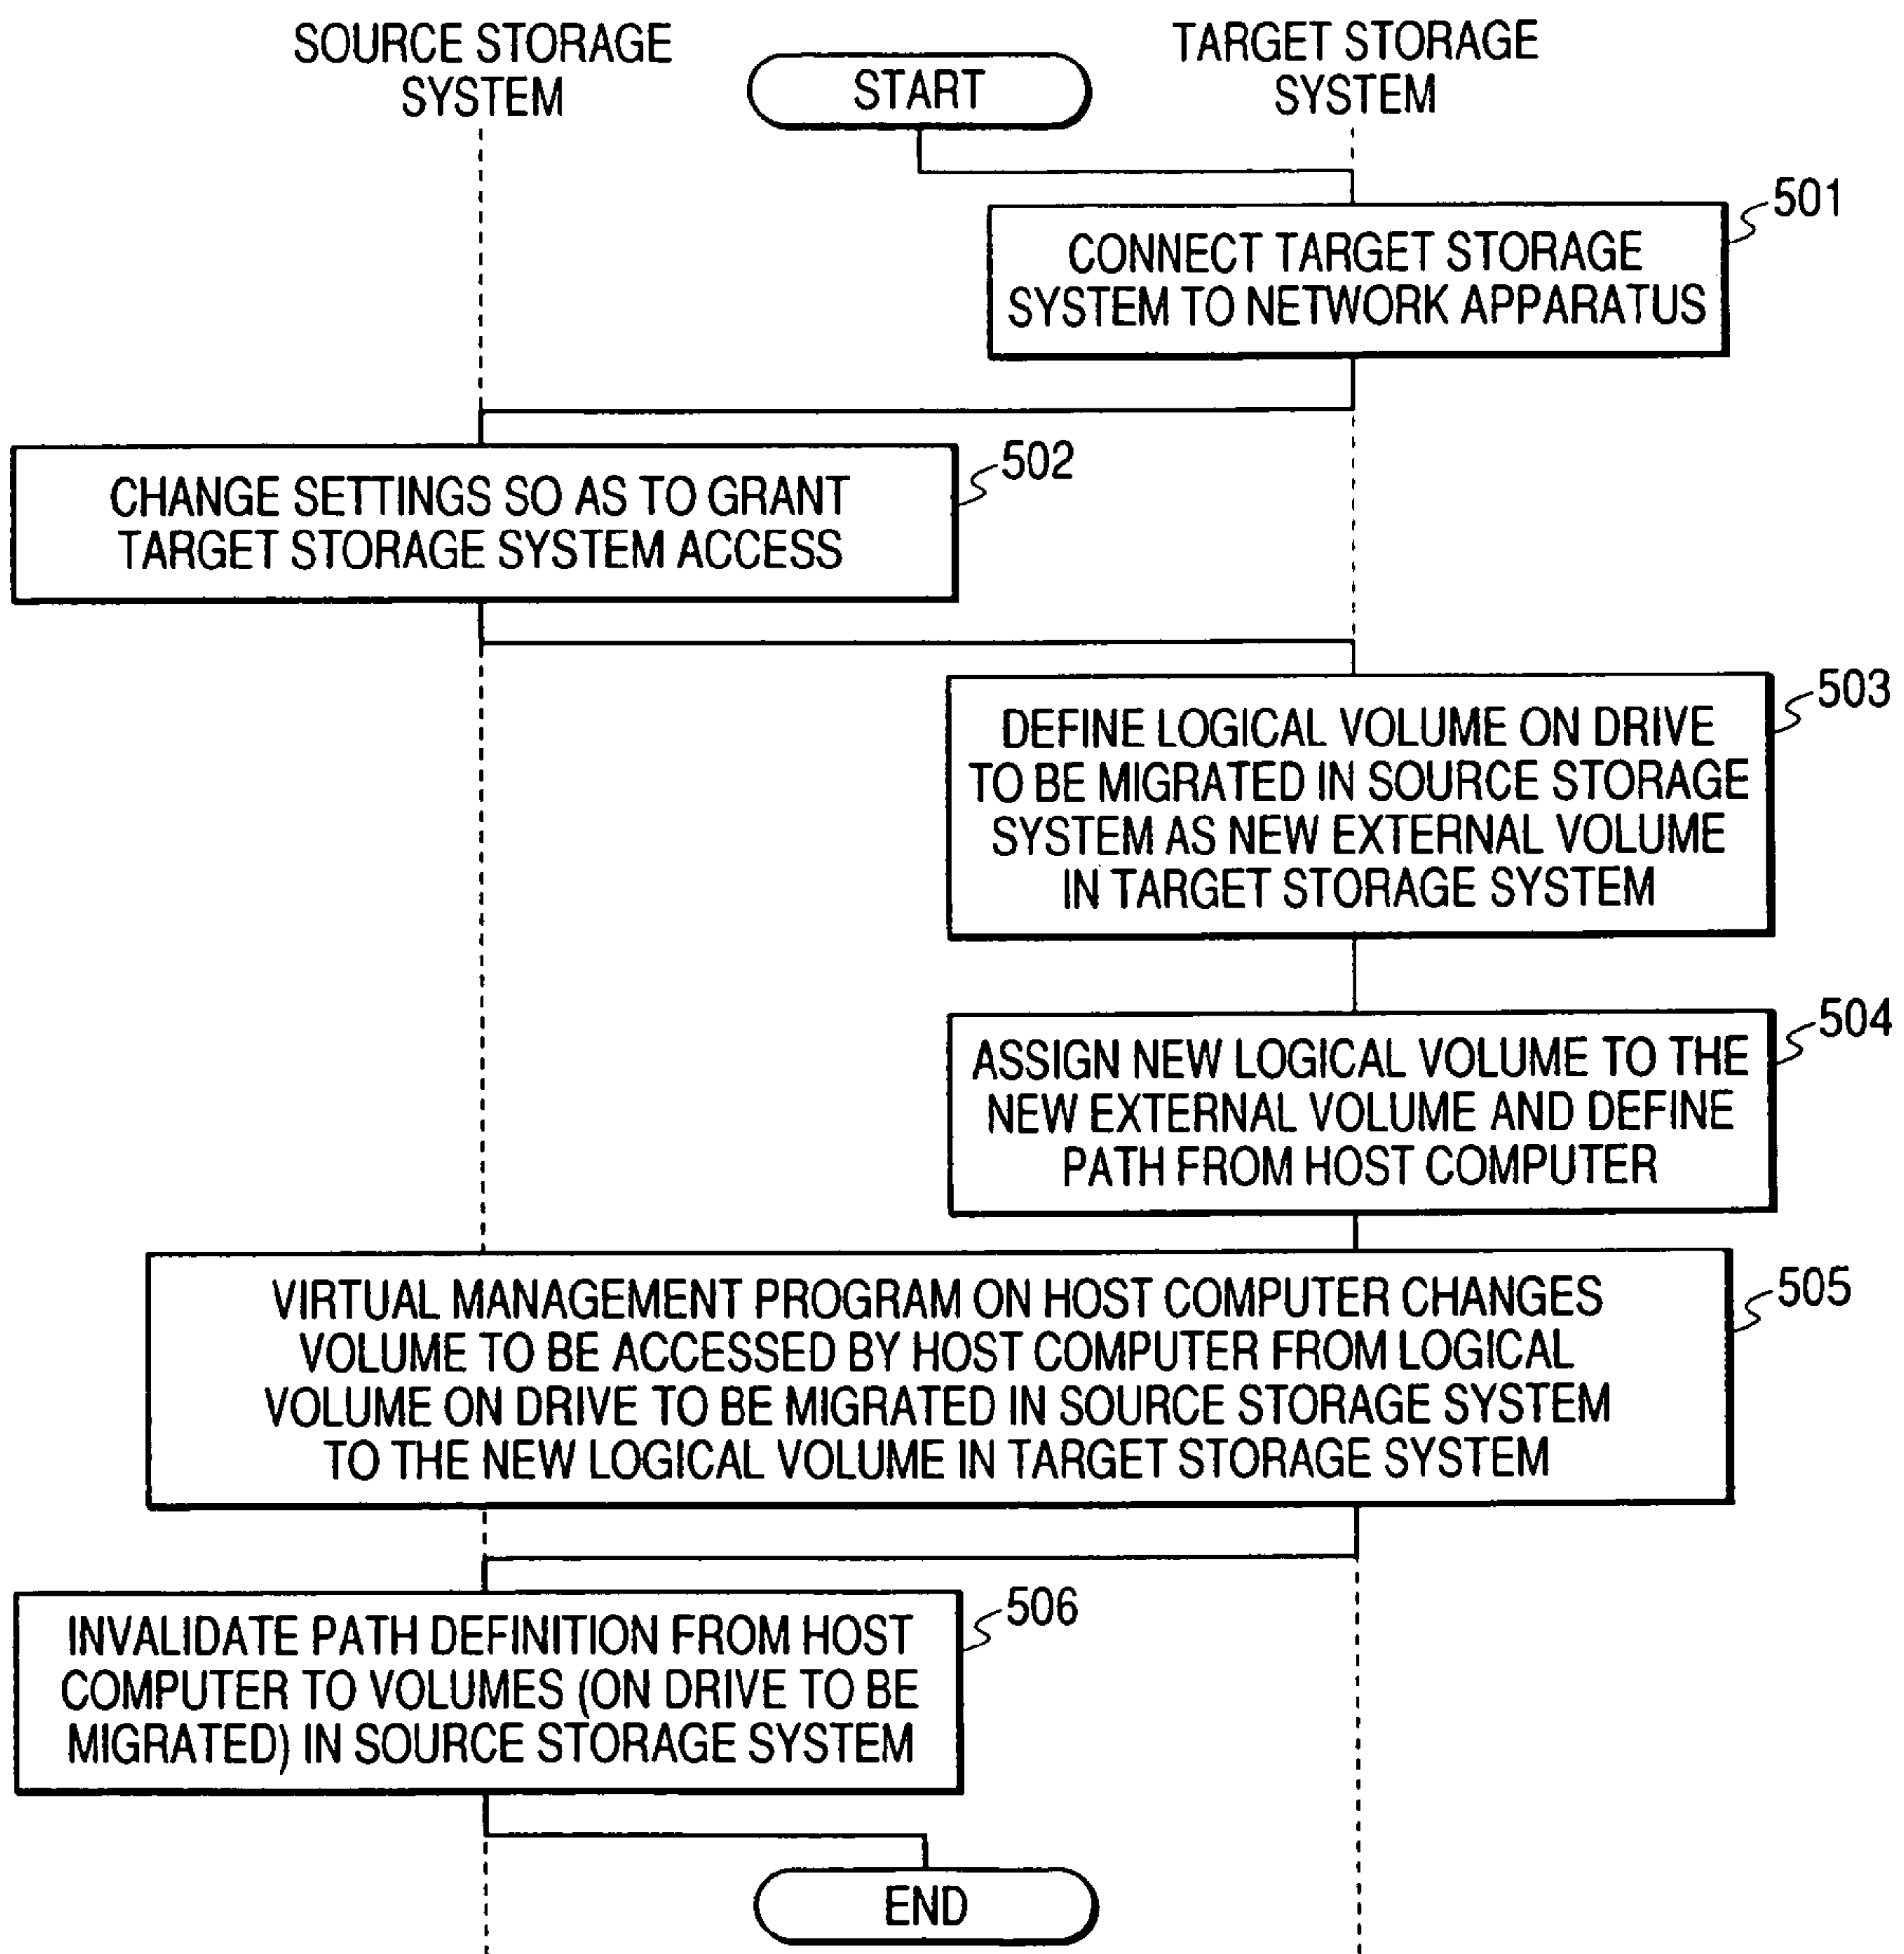 SOURCE STORAGE
SYSTEM
START
TARGET STORAGE
SYSTEM
501
CONNECT TARGET STORAGE
SYSTEM TO NETWORK APPARATUS
502
CHANGE SETTINGS SO AS TO GRANT
TARGET STORAGE SYSTEM ACCESS
503
DEFINE LOGICAL VOLUME ON DRIVE
TO BE MIGRATED IN SOURCE STORAGE
SYSTEM AS NEW EXTERNAL VOLUME
IN TARGET STORAGE SYSTEM
504
ASSIGN NEW LOGICAL VOLUME TO THE
NEW EXTERNAL VOLUME AND DEFINE
PATH FROM HOST COMPUTER
505
VIRTUAL MANAGEMENT PROGRAM ON HOST COMPUTER CHANGES
VOLUME TO BE ACCESSED BY HOST COMPUTER FROM LOGICAL
VOLUME ON DRIVE TO BE MIGRATED IN SOURCE STORAGE SYSTEM
TO THE NEW LOGICAL VOLUME IN TARGET STORAGE SYSTEM
506
INVALIDATE PATH DEFINITION FROM HOST
COMPUTER TO VOLUMES (ON DRIVE TO BE
MIGRATED) IN SOURCE STORAGE SYSTEM
END